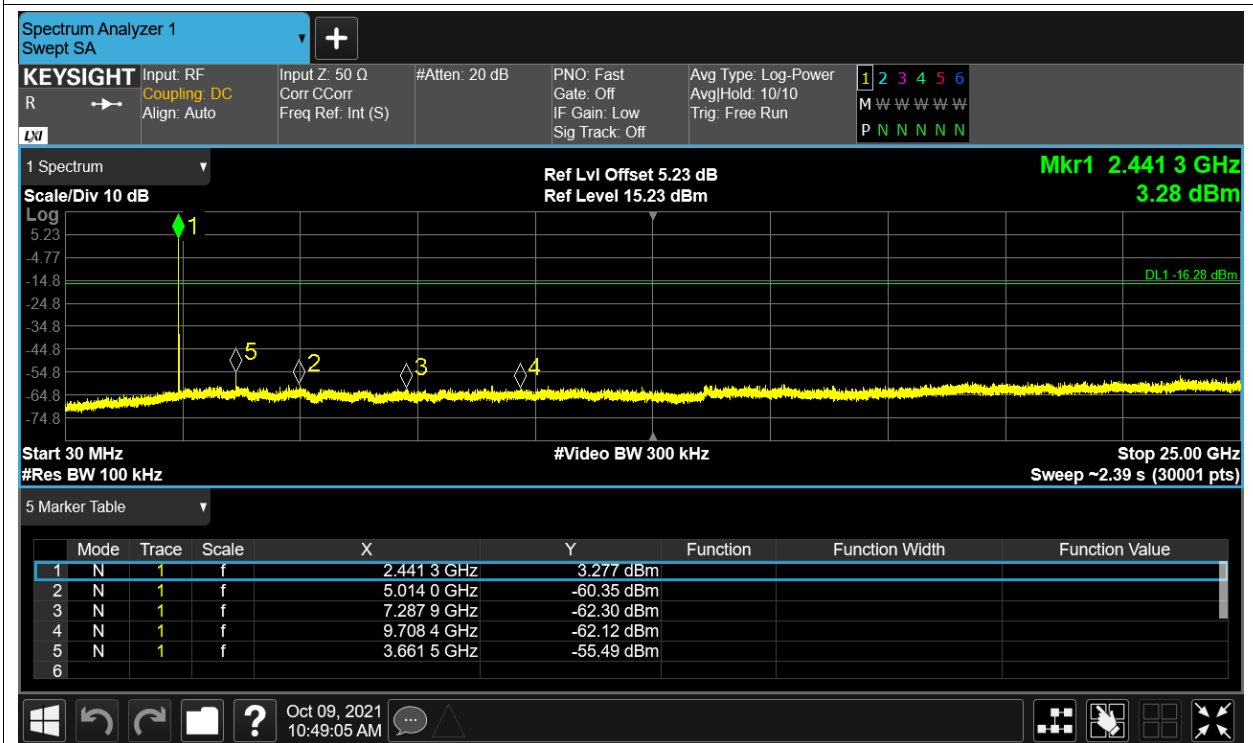 Spectrum Analyzer 1
Swept SA
KEYSIGHT
R
LXI
Input: RF
Coupling: DC
Align: Auto
Input Z: 50 Ω
Corr CCorr
Freq Ref: Int (S)
#Atten: 20 dB
PNO: Fast
Gate: Off
IF Gain: Low
Sig Track: Off
Avg Type: Log-Power
Avg|Hold: 10/10
Trig: Free Run
1 2 3 4 5 6
M W W W W W
P N N N N N
1 Spectrum
Scale/Div 10 dB
Ref Lvl Offset 5.23 dB
Ref Level 15.23 dBm
Mkr1 2.441 3 GHz
3.28 dBm
Log
5.23
-4.77
-14.8
-24.8
-34.8
-44.8
-54.8
-64.8
-74.8
1
5
2
3
4
DL1 -16.28 dBm
Start 30 MHz
#Video BW 300 kHz
Stop 25.00 GHz
#Res BW 100 kHz
Sweep ~2.39 s (30001 pts)
5 Marker Table
Mode Trace Scale X Y Function Function Width Function Value
1 N 1 f 2.441 3 GHz 3.277 dBm
2 N 1 f 5.014 0 GHz -60.35 dBm
3 N 1 f 7.287 9 GHz -62.30 dBm
4 N 1 f 9.708 4 GHz -62.12 dBm
5 N 1 f 3.661 5 GHz -55.49 dBm
6
?
Oct 09, 2021
10:49:05 AM